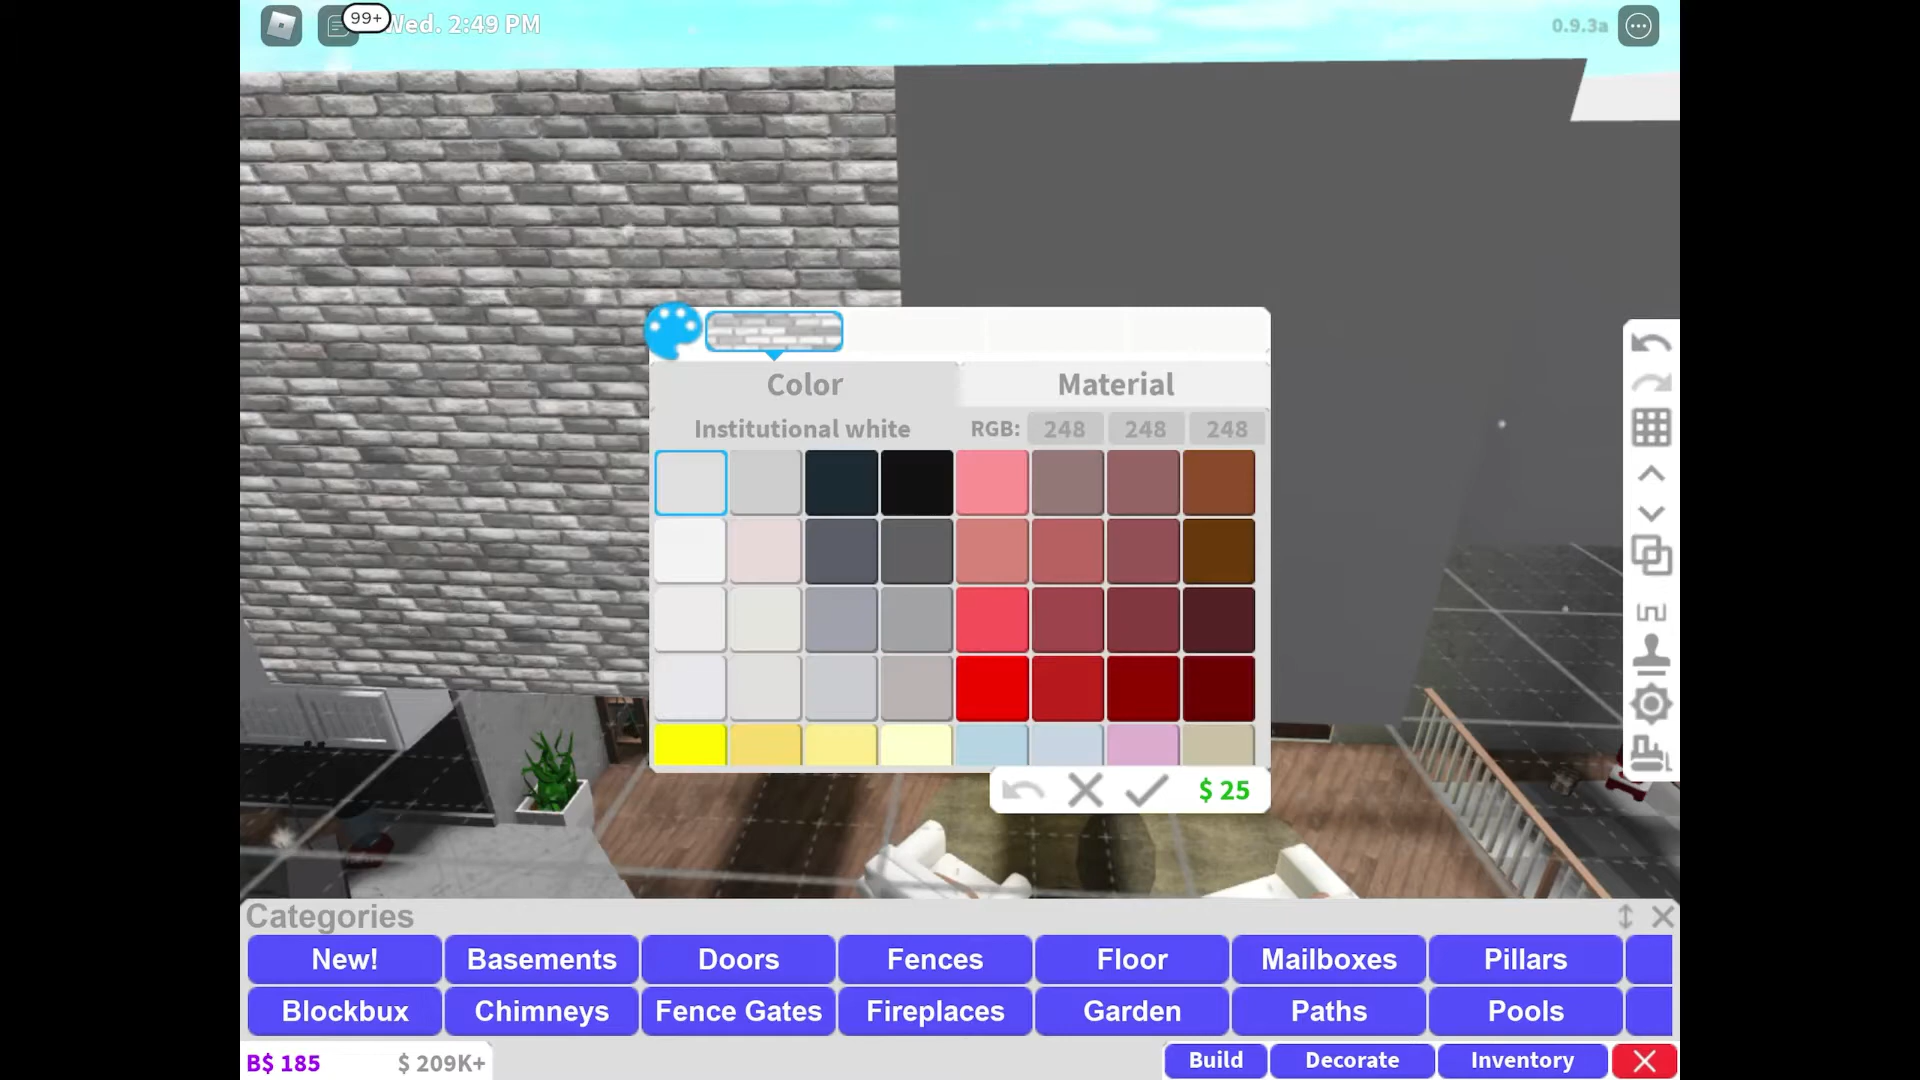 99+
Wed. 2:49 PM
0.9.3a
Color
Material
Institutional white
RGB: 248 248 248
$ 25
Categories
New!
Basements
Doors
Fences
Floor
Mailboxes
Pillars
Blockbux
Chimneys
Fence Gates
Fireplaces
Garden
Paths
Pools
B$ 185
$ 209K+
Build
Decorate
Inventory